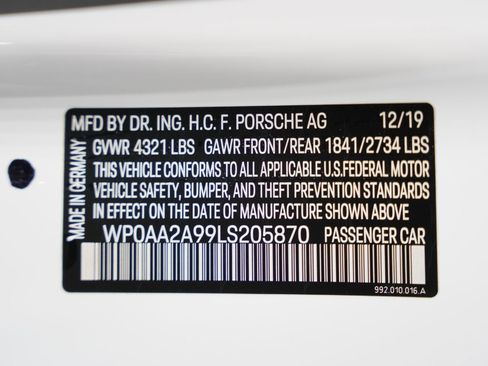 MFD BY DR. ING. H.C. F. PORSCHE AG 12/19
GVWR 4321 LBS GAWR FRONT/REAR 1841/2734 LBS
THIS VEHICLE CONFORMS TO ALL APPLICABLE U.S.FEDERAL MOTOR
VEHICLE SAFETY, BUMPER, AND THEFT PREVENTION STANDARDS
IN EFFECT ON THE DATE OF MANUFACTURE SHOWN ABOVE
WP0AA2A99LS205870 PASSENGER CAR
992.010.016.A
MADE IN GERMANY